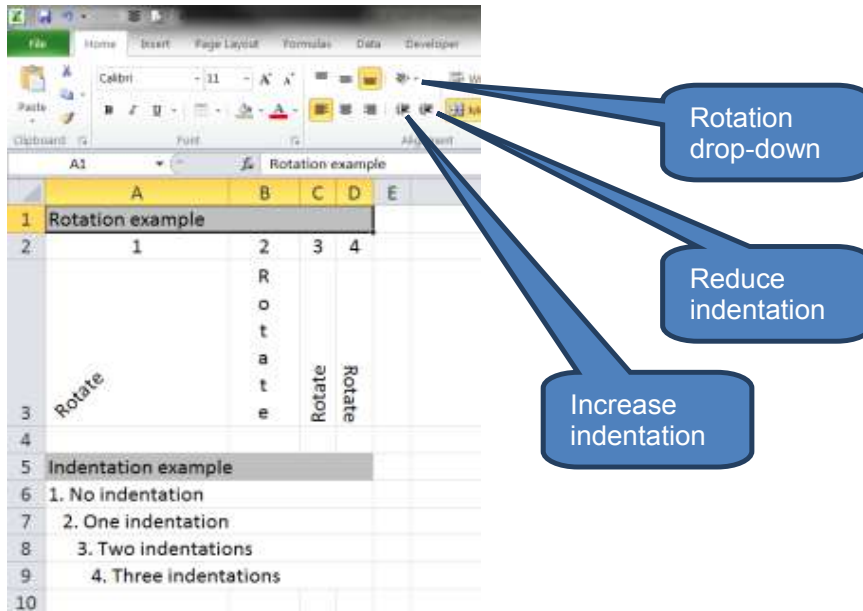 File Home Insert Page Layout Formulas Data Developer
Calibri 11 A A
Paste B I U A
Clipboard Font Alignment
A1 fx Rotation example
A B C D E
1 Rotation example
2 1 2 3 4
3 Rotate R o t a t e Rotate Rotate
4
5 Indentation example
6 1. No indentation
7 2. One indentation
8 3. Two indentations
9 4. Three indentations
10
Rotation
drop-down
Reduce
indentation
Increase
indentation